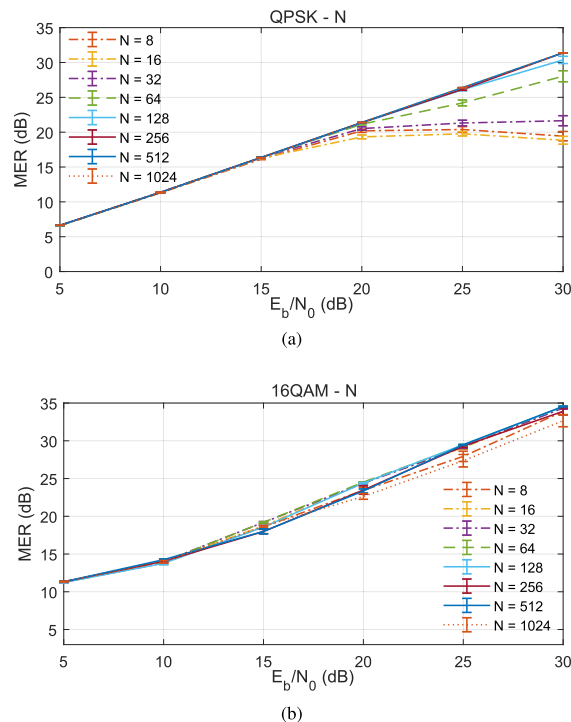 QPSK - N
35
30
25
20
15
10
5
0
MER (dB)
N = 8
N = 16
N = 32
N = 64
N = 128
N = 256
N = 512
N = 1024
5 10 15 20 25 30
E_b/N_0 (dB)
(a)
16QAM - N
35
30
25
20
15
10
5
MER (dB)
N = 8
N = 16
N = 32
N = 64
N = 128
N = 256
N = 512
N = 1024
5 10 15 20 25 30
E_b/N_0 (dB)
(b)